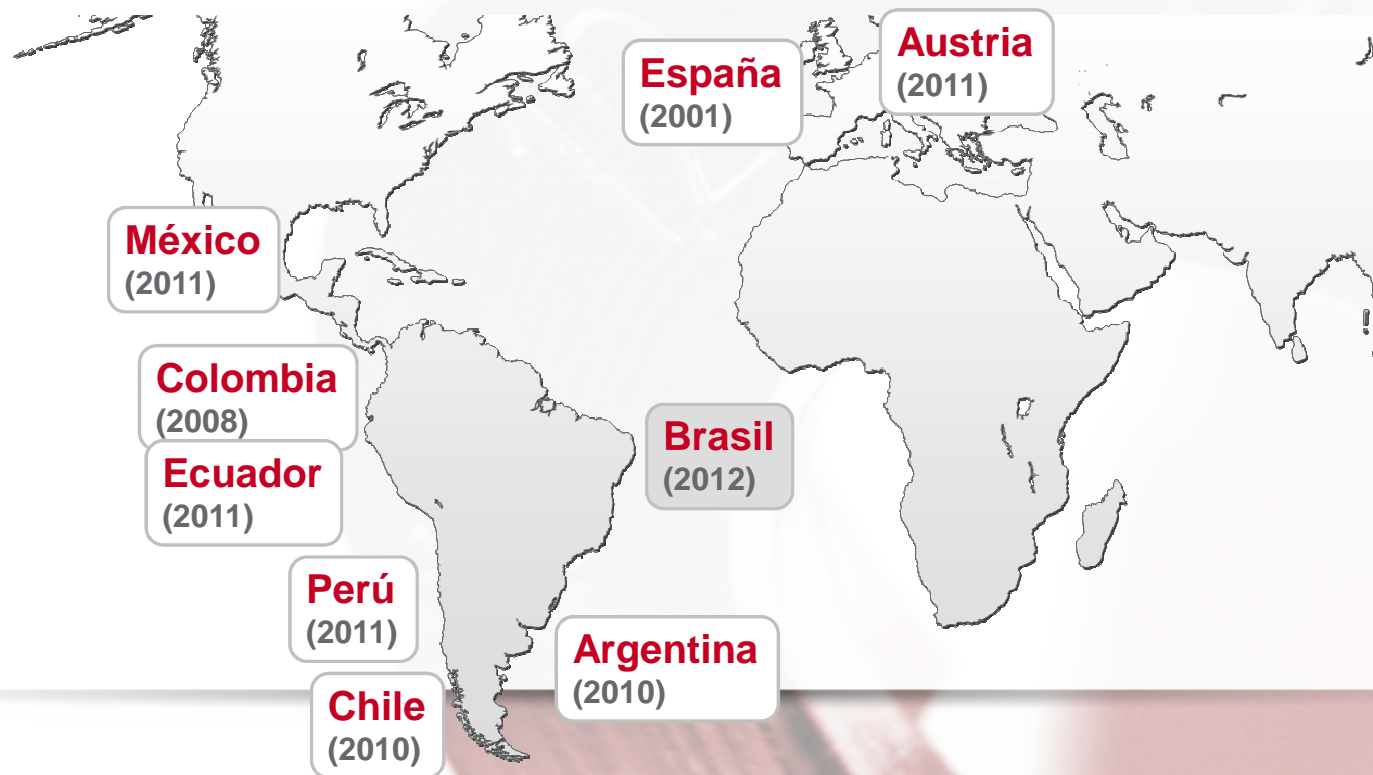 Austria
(2011)
España
(2001)
México
(2011)
Colombia
(2008)
Brasil
(2012)
Ecuador
(2011)
Perú
(2011)
Argentina
(2010)
Chile
(2010)